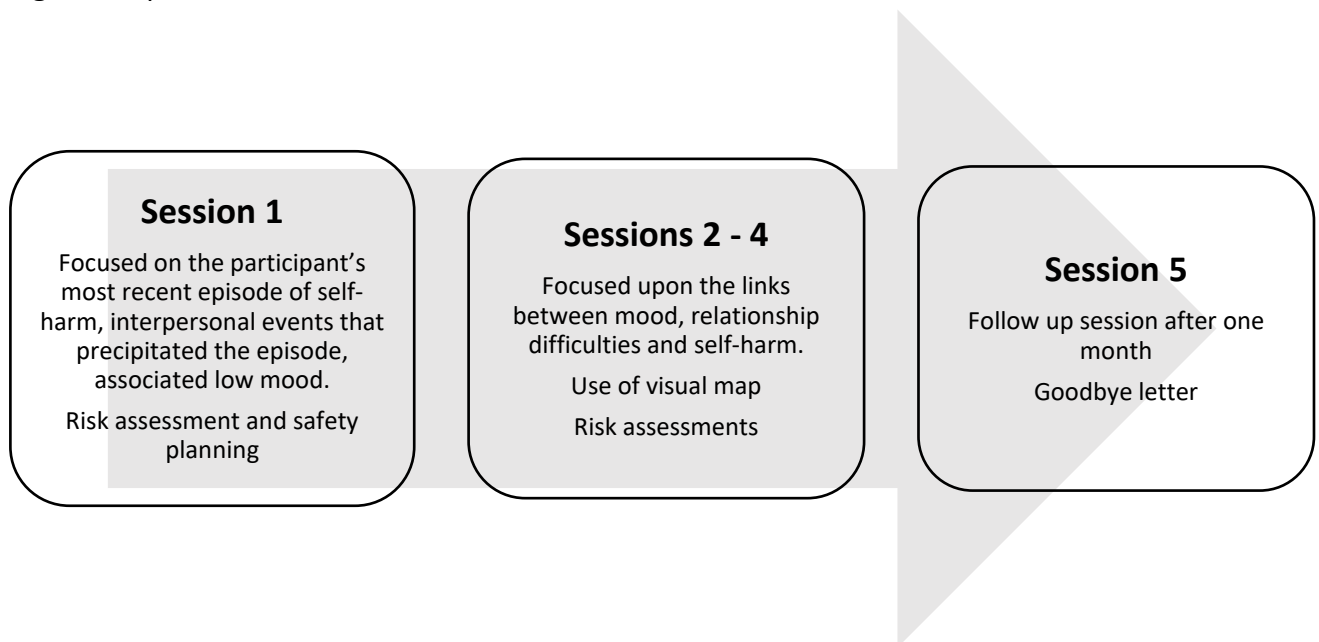 Session 1
Focused on the participant’s
most recent episode of self-
harm, interpersonal events that
precipitated the episode,
associated low mood.
Risk assessment and safety
planning
Sessions 2 - 4
Focused upon the links
between mood, relationship
difficulties and self-harm.
Use of visual map
Risk assessments
Session 5
Follow up session after one
month
Goodbye letter